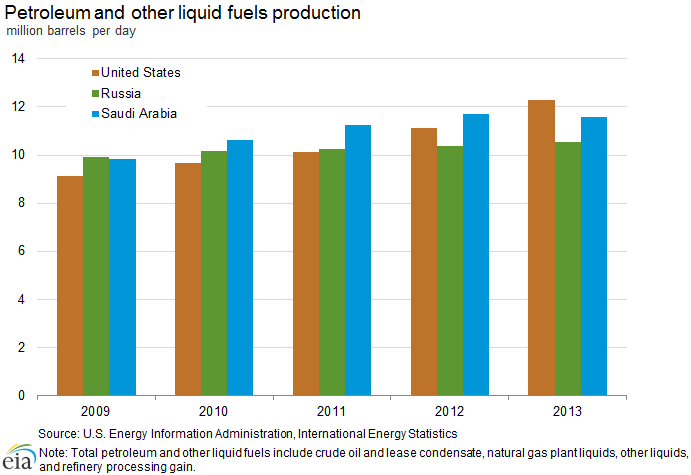 Petroleum and other liquid fuels production
million barrels per day
14
United States
Russia
Saudi Arabia
12
10
8
6
4
2
0
2009 2010 2011 2012 2013
Source: U.S. Energy Information Administration, International Energy Statistics
eia
Note: Total petroleum and other liquid fuels include crude oil and lease condensate, natural gas plant liquids, other liquids,
and refinery processing gain.